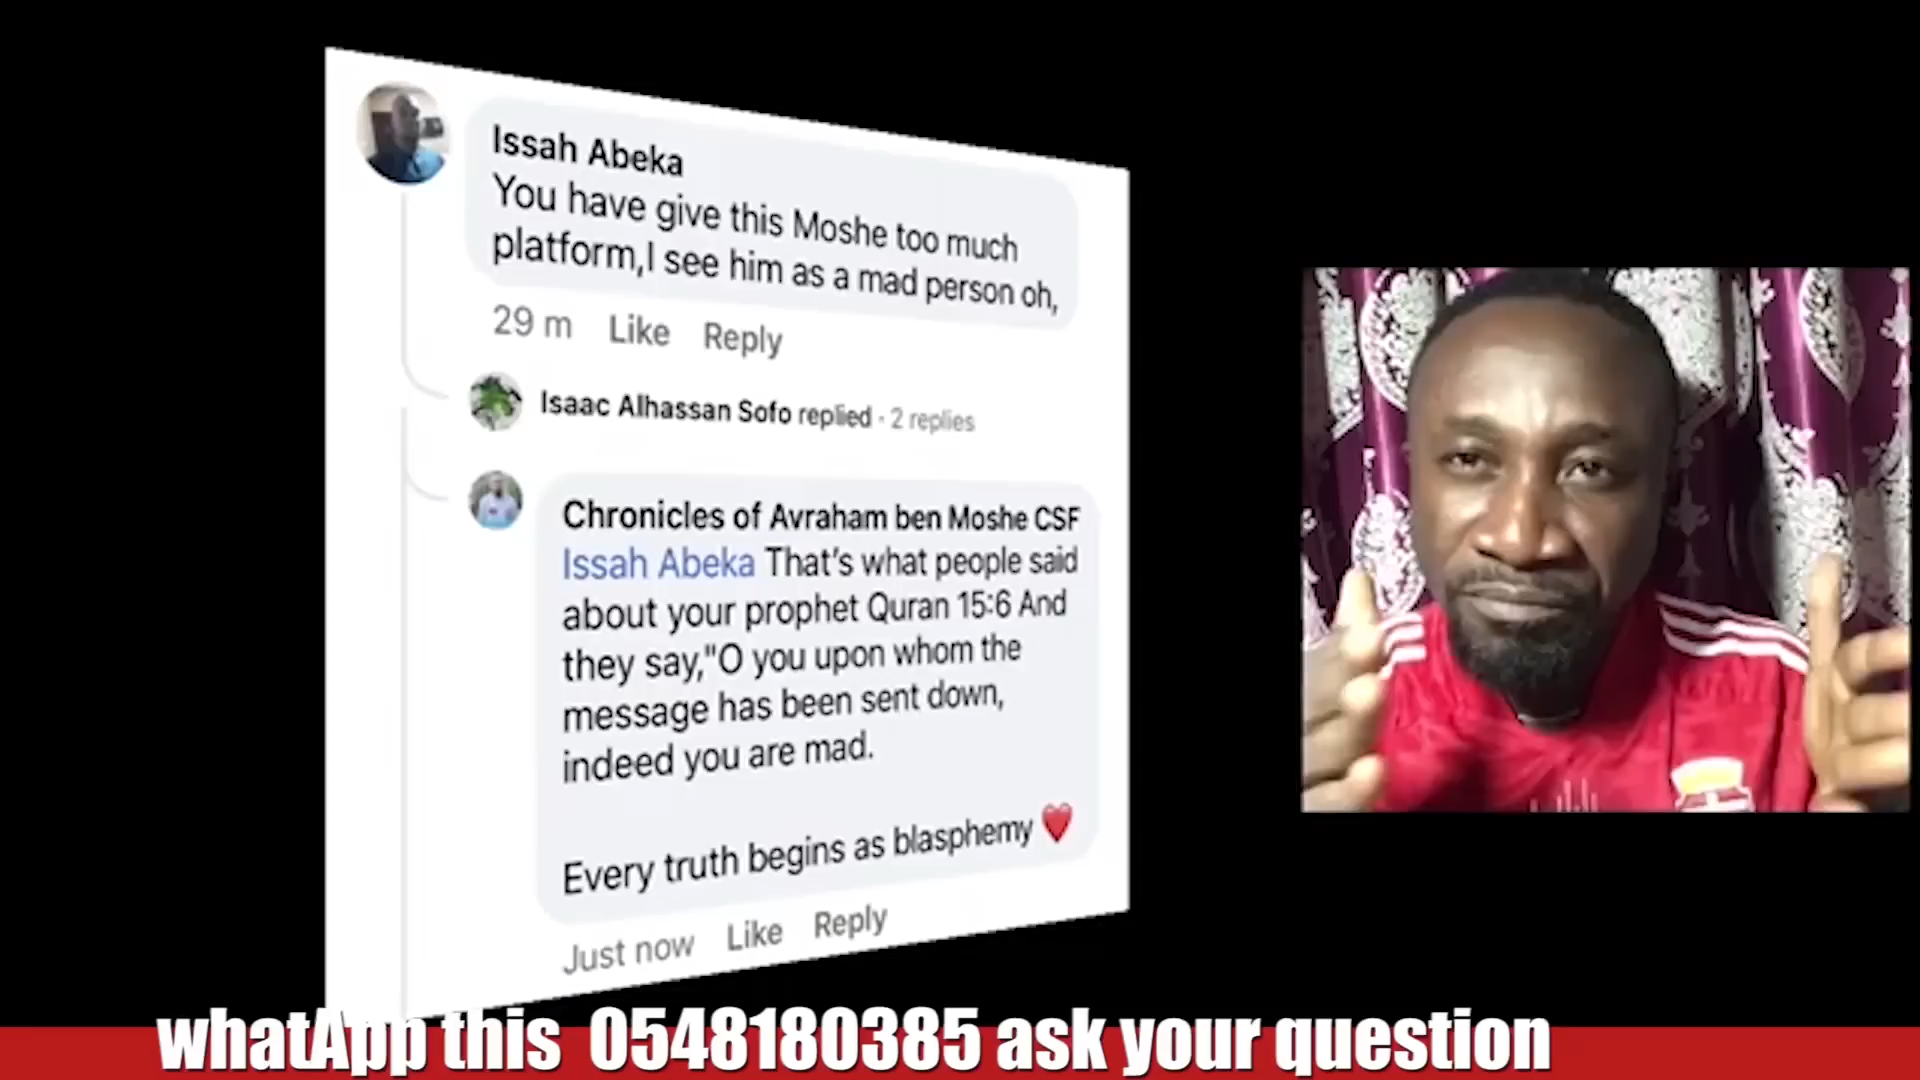 Issah Abeka
You have give this Moshe too much
platform,I see him as a mad person oh,
29 m Like Reply
Isaac Alhassan Sofo replied · 2 replies
Chronicles of Avraham ben Moshe CSF
Issah Abeka That's what people said
about your prophet Quran 15:6 And
they say,"O you upon whom the
message has been sent down,
indeed you are mad.
Every truth begins as blasphemy ❤️
Just now Like Reply
whatApp this 0548180385 ask your question